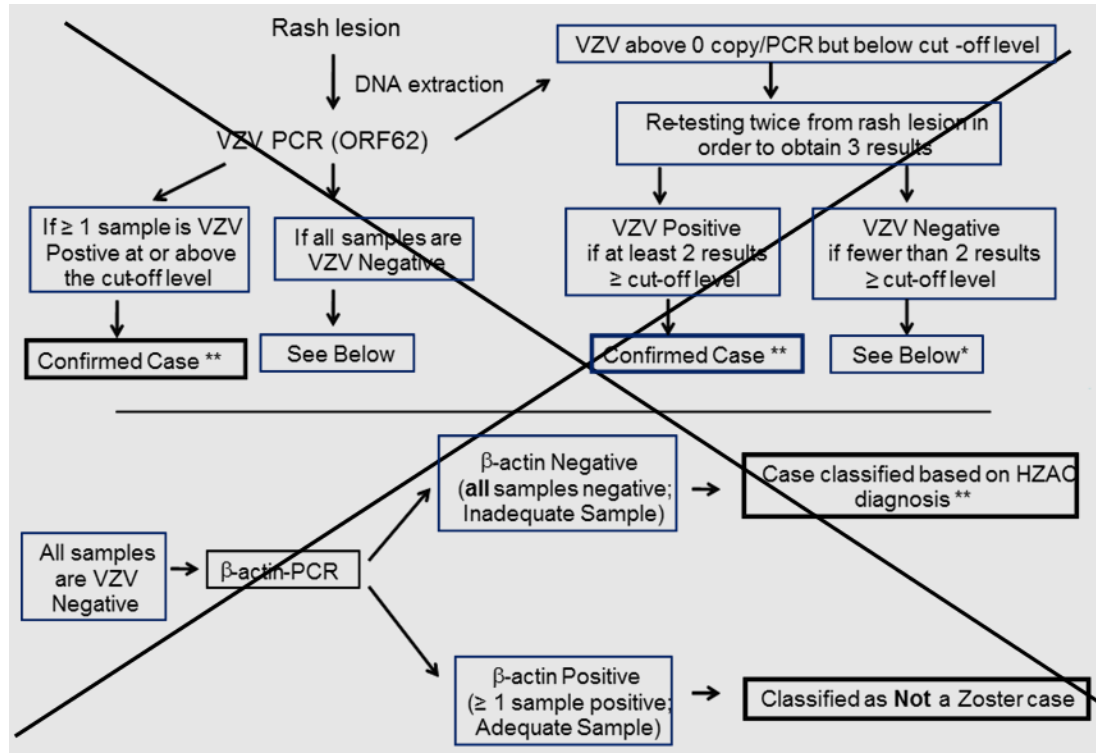 Rash lesion
DNA extraction
VZV PCR (ORF62)
If ≥ 1 sample is VZV
Postive at or above
the cut-off level
Confirmed Case **
If all samples are
VZV Negative
See Below
VZV above 0 copy/PCR but below cut -off level
Re-testing twice from rash lesion in
order to obtain 3 results
VZV Positive
if at least 2 results
≥ cut-off level
Confirmed Case **
VZV Negative
if fewer than 2 results
≥ cut-off level
See Below*
All samples
are VZV
Negative
β-actin-PCR
β-actin Negative
(all samples negative;
Inadequate Sample)
Case classified based on HZAC
diagnosis **
β-actin Positive
(≥ 1 sample positive;
Adequate Sample)
Classified as Not a Zoster case